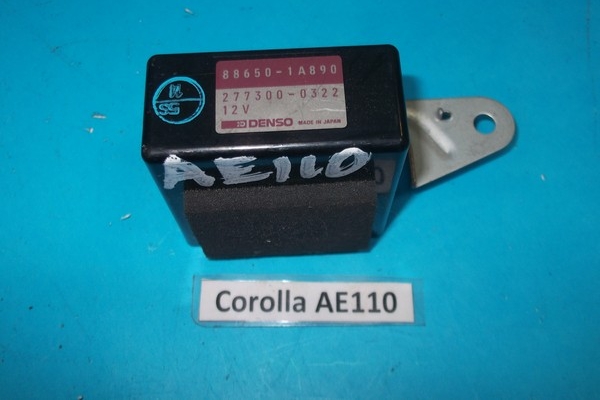 88650-1A890
277300-0322
12V
DENSO MADE IN JAPAN
AE110
Corolla AE110